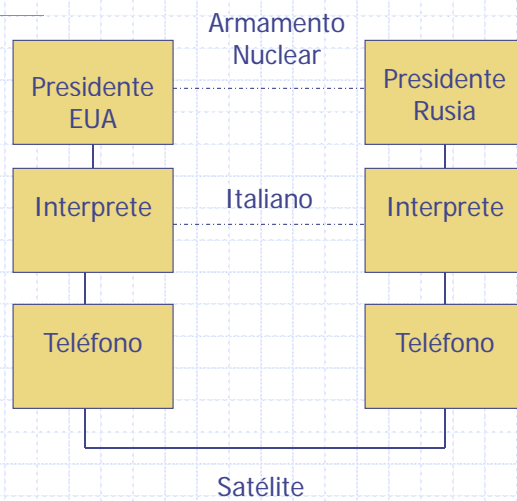 Armamento
Nuclear
Presidente
EUA
Presidente
Rusia
Interprete
Italiano
Interprete
Teléfono
Teléfono
Satélite